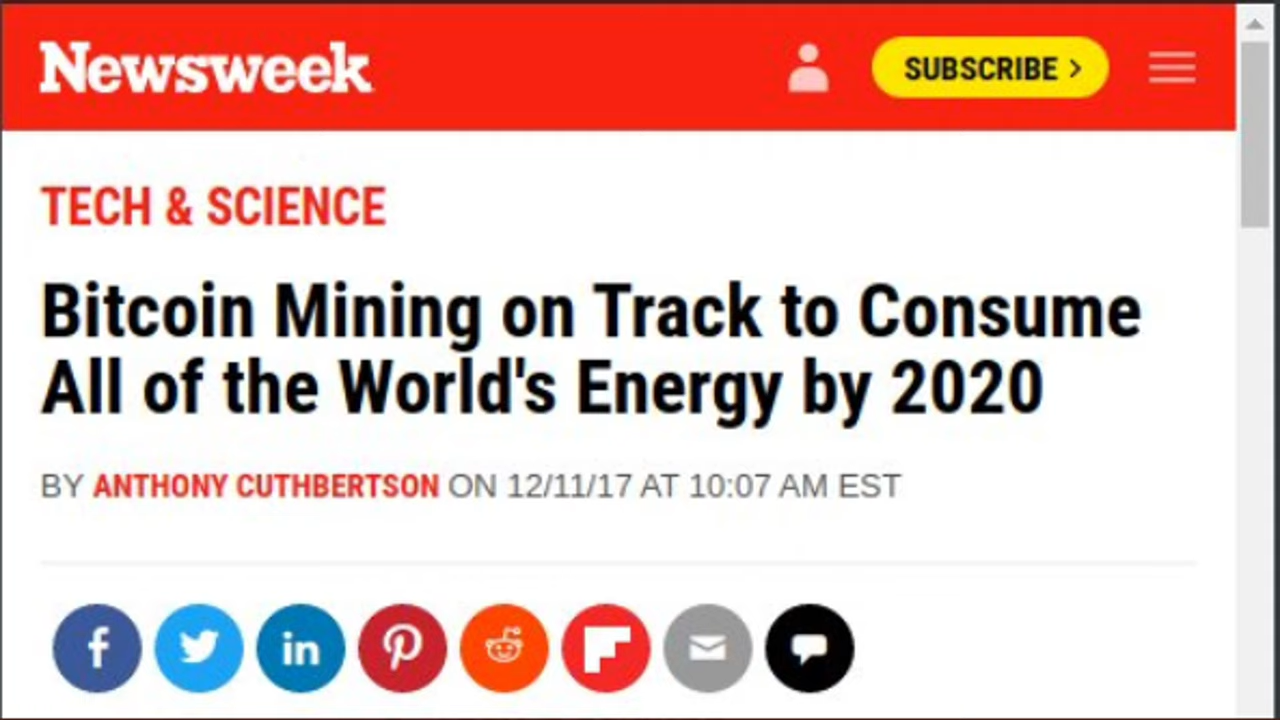 Newsweek
SUBSCRIBE >
TECH & SCIENCE
Bitcoin Mining on Track to Consume
All of the World's Energy by 2020
BY ANTHONY CUTHBERTSON ON 12/11/17 AT 10:07 AM EST
f
in